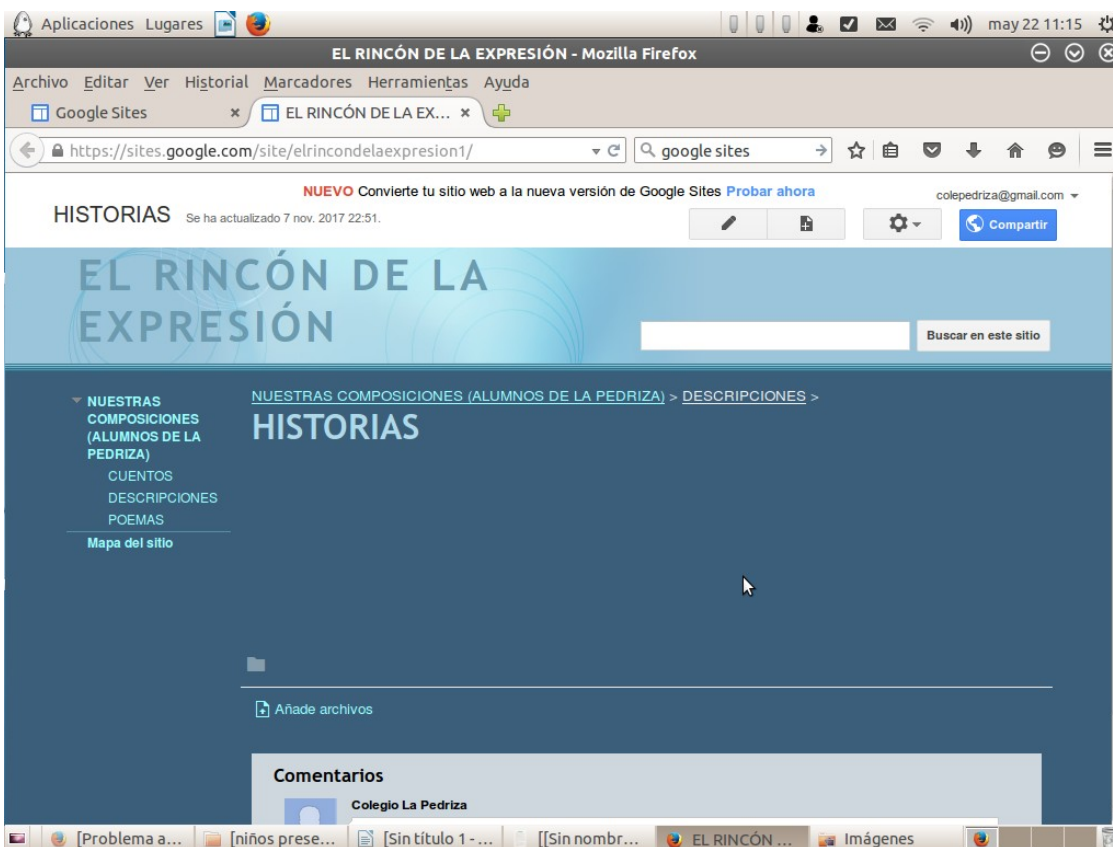 Aplicaciones Lugares may 22 11:15
EL RINCÓN DE LA EXPRESIÓN - Mozilla Firefox
Archivo Editar Ver Historial Marcadores Herramientas Ayuda
Google Sites EL RINCÓN DE LA EX...
https://sites.google.com/site/elrincondelaexpresion1/ google sites
NUEVO Convierte tu sitio web a la nueva versión de Google Sites Probar ahora colepedriza@gmail.com
HISTORIAS Se ha actualizado 7 nov. 2017 22:51. Compartir
EL RINCÓN DE LA
EXPRESIÓN
Buscar en este sitio
NUESTRAS
COMPOSICIONES
(ALUMNOS DE LA
PEDRIZA)
CUENTOS
DESCRIPCIONES
POEMAS
Mapa del sitio
NUESTRAS COMPOSICIONES (ALUMNOS DE LA PEDRIZA) > DESCRIPCIONES >
HISTORIAS
Añade archivos
Comentarios
Colegio La Pedriza
[Problema a... [niños prese... [Sin título 1 -... [[Sin nombr... EL RINCÓN ... Imágenes